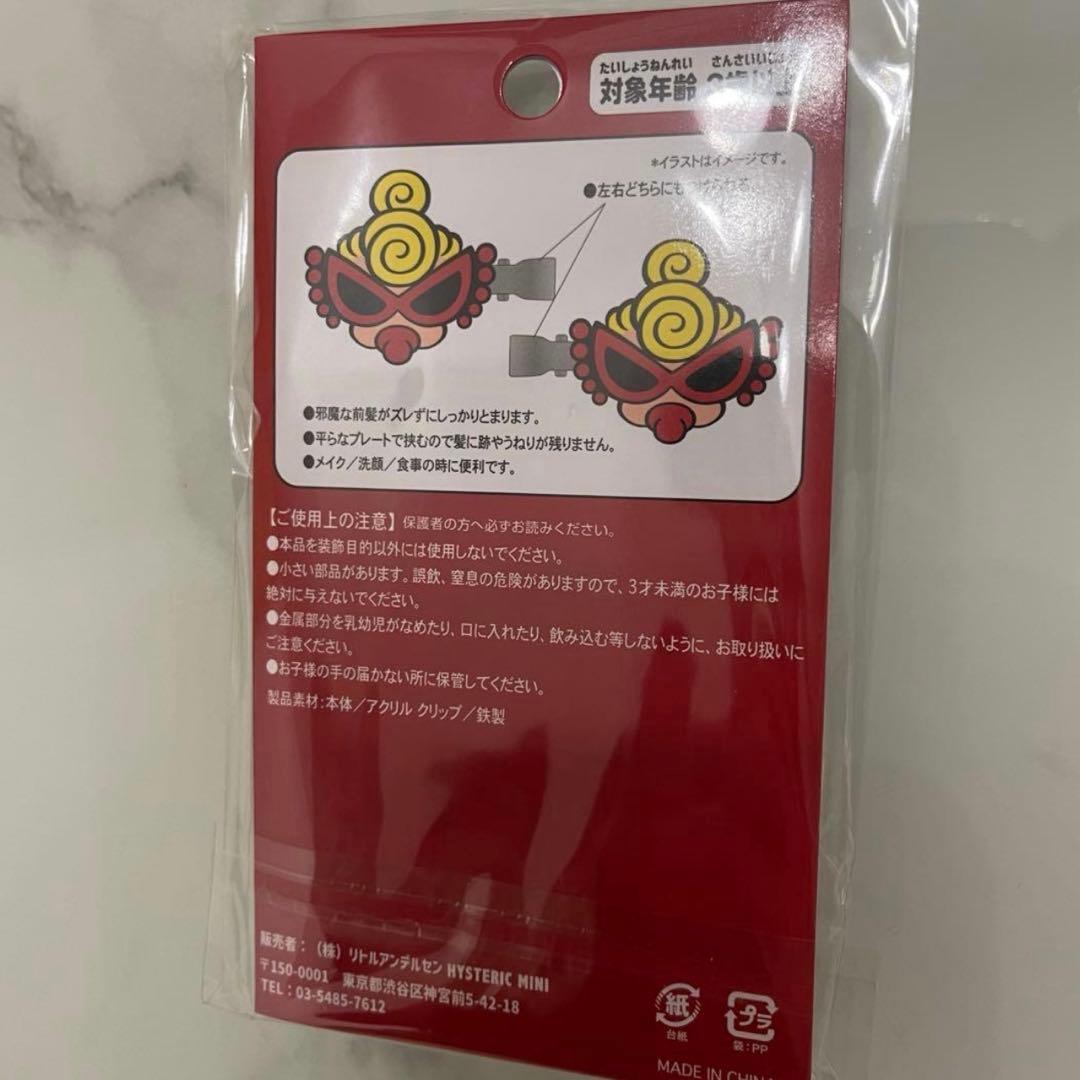 たいしょうねんれい さんさいい
対象年齢
*イラストはイメージです。
●左右どちらにも
●邪魔な前髪がズレずにしっかりとまります。
●平らなプレートで挟むので髪に跡やうねりが残りません。
●メイク／洗顔／食事の時に便利です。
【ご使用上の注意】保護者の方へ必ずお読みください。
●本品を装飾目的以外には使用しないでください。
●小さい部品があります。誤飲、窒息の危険がありますので、3才未満のお子様には
絶対に与えないでください。
●金属部分を乳幼児がなめたり、口に入れたり、飲み込む等しないように、お取り扱いに
ご注意ください。
●お子様の手の届かない所に保管してください。
製品素材:本体／アクリル クリップ／鉄製
販売者：（株）リトルアンデルセン HYSTERIC MINI
〒150-0001 東京都渋谷区神宮前5-42-18
TEL：03-5485-7612
紙 プラ
台紙 袋：PP
MADE IN CHINA